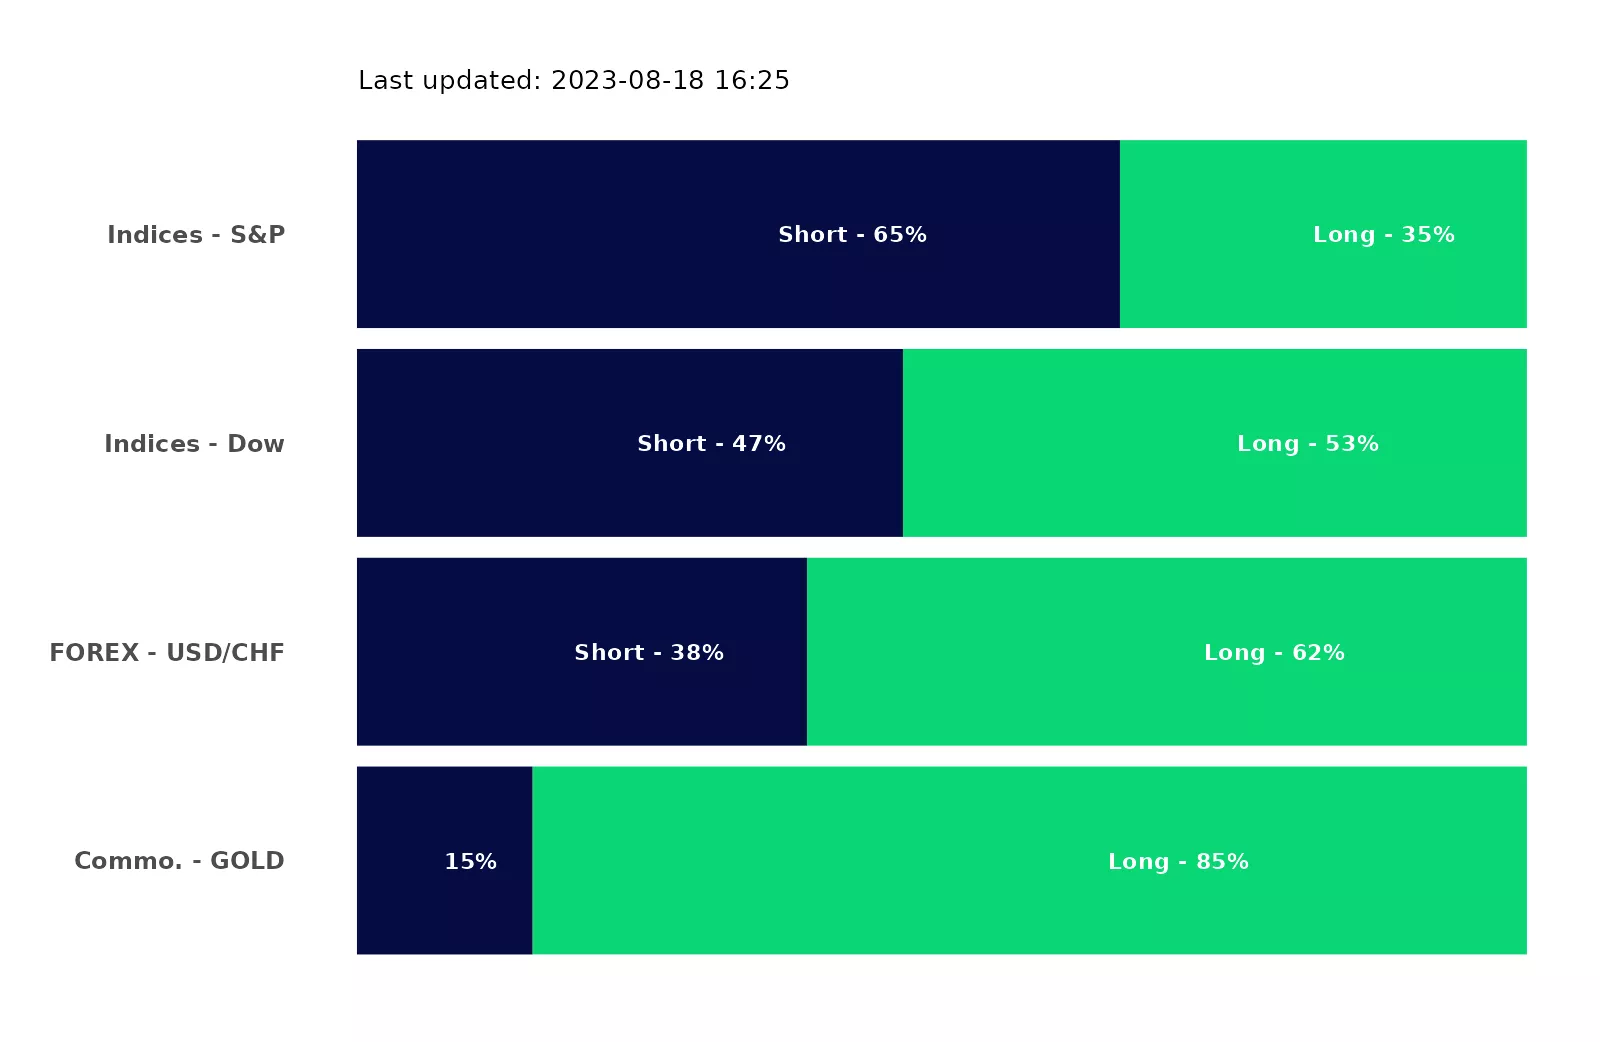 Last updated: 2023-08-18 16:25
Indices - S&P
Short - 65%
Long - 35%
Indices - Dow
Short - 47%
Long - 53%
FOREX - USD/CHF
Short - 38%
Long - 62%
Commo. - GOLD
15%
Long - 85%